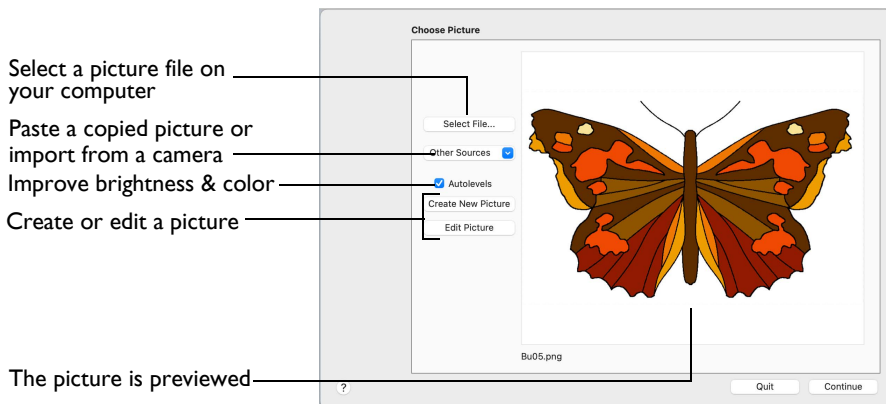 Choose Picture
Select a picture file on
your computer
Select File...
Paste a copied picture or
import from a camera
Other Sources
Improve brightness & color
Autolevels
Create or edit a picture
Create New Picture
Edit Picture
Bu05.png
The picture is previewed
?
Quit
Continue